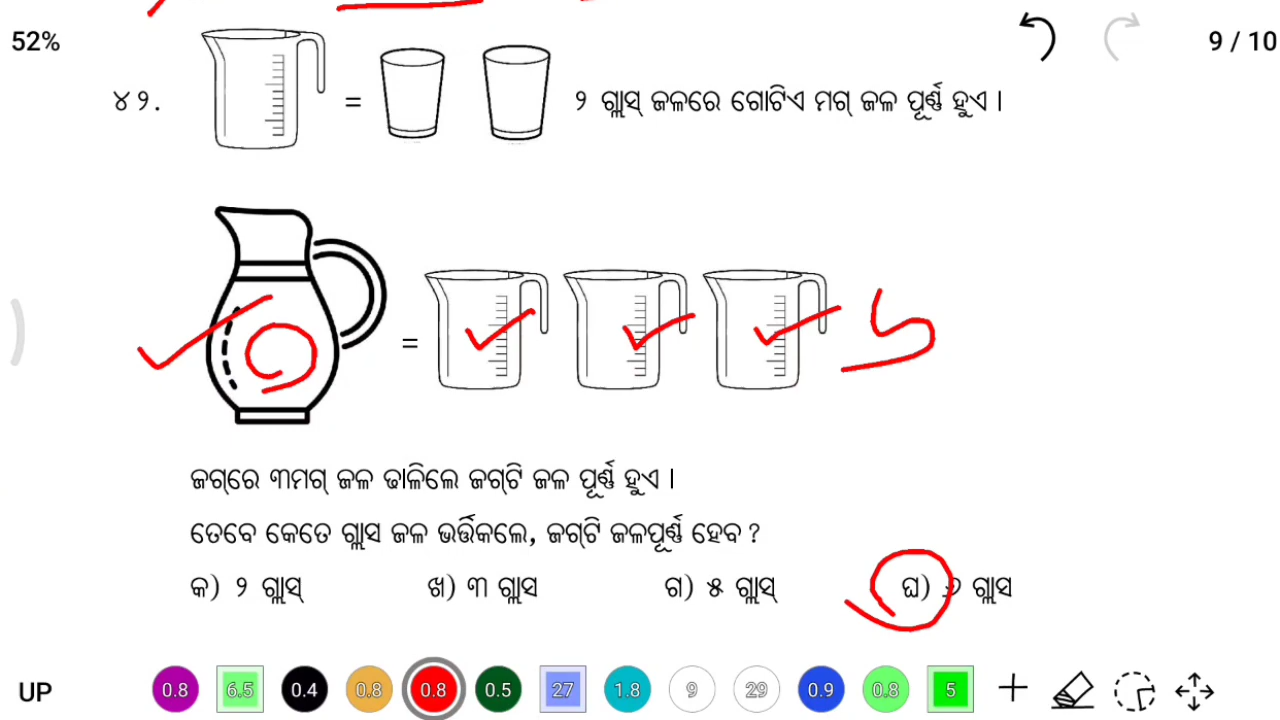 52%
9 / 10
୪୨. = ୨ ଗ୍ଲାସ୍ ଜଳରେ ଗୋଟିଏ ମଗ୍ ଜଳ ପୂର୍ଣ୍ଣ ହୁଏ ।
=
ଜଗ୍‌ରେ ୩ମଗ୍ ଜଳ ଢାଳିଲେ ଜଗ୍‌ଟି ଜଳ ପୂର୍ଣ୍ଣ ହୁଏ ।
ତେବେ କେତେ ଗ୍ଲାସ ଜଳ ଭର୍ତ୍ତିକଲେ, ଜଗ୍‌ଟି ଜଳପୂର୍ଣ୍ଣ ହେବ ?
କ) ୨ ଗ୍ଲାସ୍ ଖ) ୩ ଗ୍ଲାସ ଗ) ୫ ଗ୍ଲାସ୍ ଘ) ୬ ଗ୍ଲାସ
UP 0.8 6.5 0.4 0.8 0.8 0.5 27 1.8 9 29 0.9 0.8 5